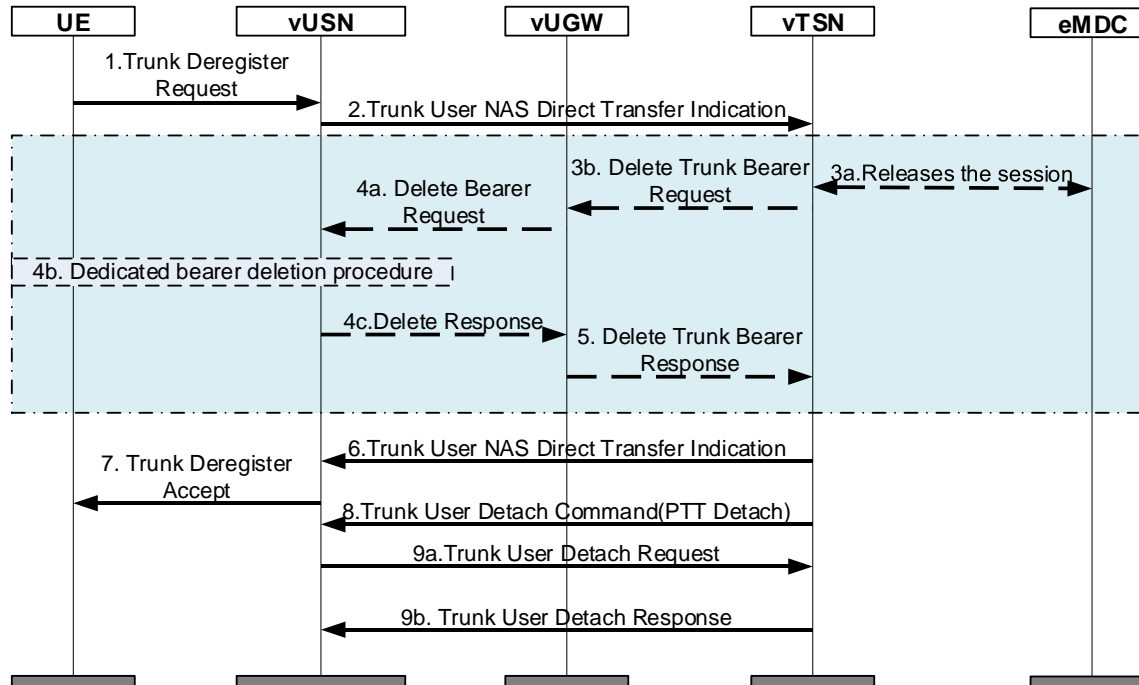 UE vUSN vUGW vTSN eMDC
1.Trunk Deregister
Request
2.Trunk User NAS Direct Transfer Indication
3b. Delete Trunk Bearer
Request
3a.Releases the session
4a. Delete Bearer
Request
4b. Dedicated bearer deletion procedure
4c.Delete Response
5. Delete Trunk Bearer
Response
6.Trunk User NAS Direct Transfer Indication
7. Trunk Deregister
Accept
8.Trunk User Detach Command(PTT Detach)
9a.Trunk User Detach Request
9b. Trunk User Detach Response